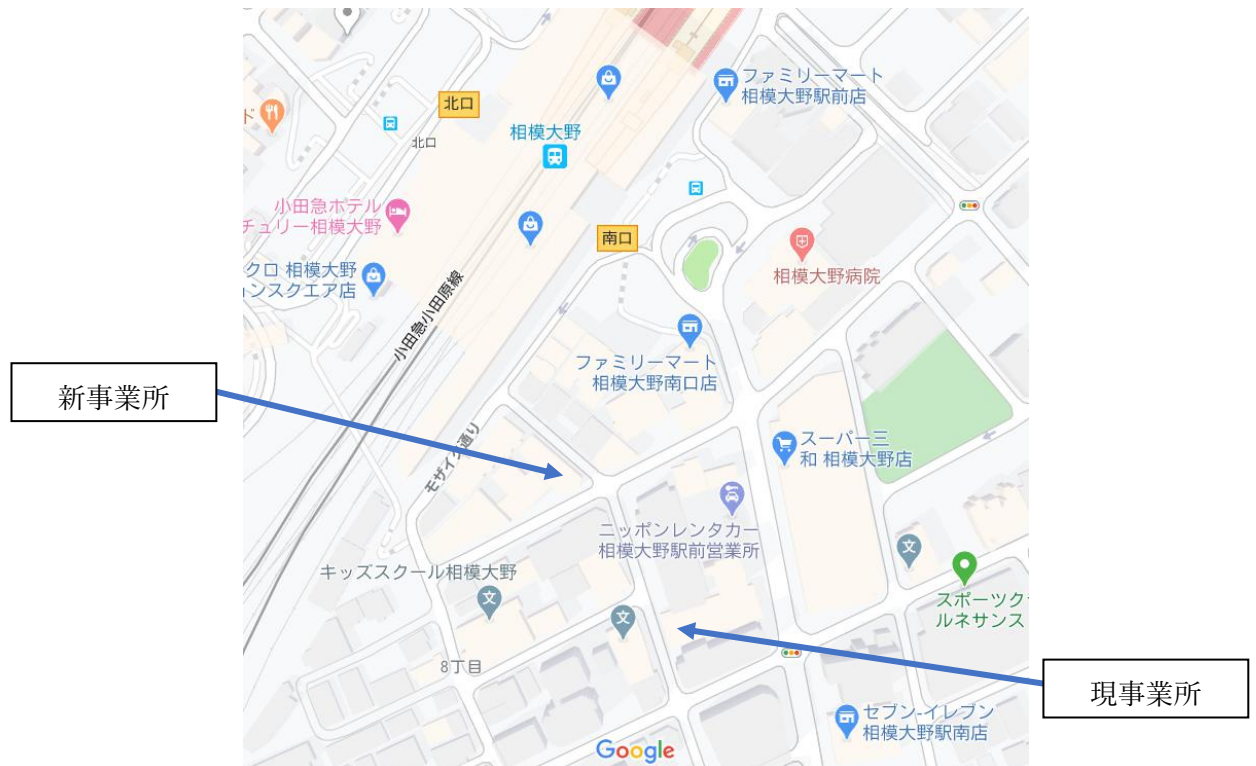 ファミリーマート
相模大野駅前店
北口
ド
相模大野
北口
小田急ホテル
チュリー相模大野
南口
相模大野病院
クロ 相模大野
ョンスクエア店
小田急小田原線
ファミリーマート
相模大野南口店
新事業所
スーパー三
和 相模大野店
モザイク通り
ニッポンレンタカー
相模大野駅前営業所
キッズスクール相模大野
文
文
文
スポーツク
ルネサンス
8丁目
現事業所
セブン-イレブン
相模大野駅南店
Google